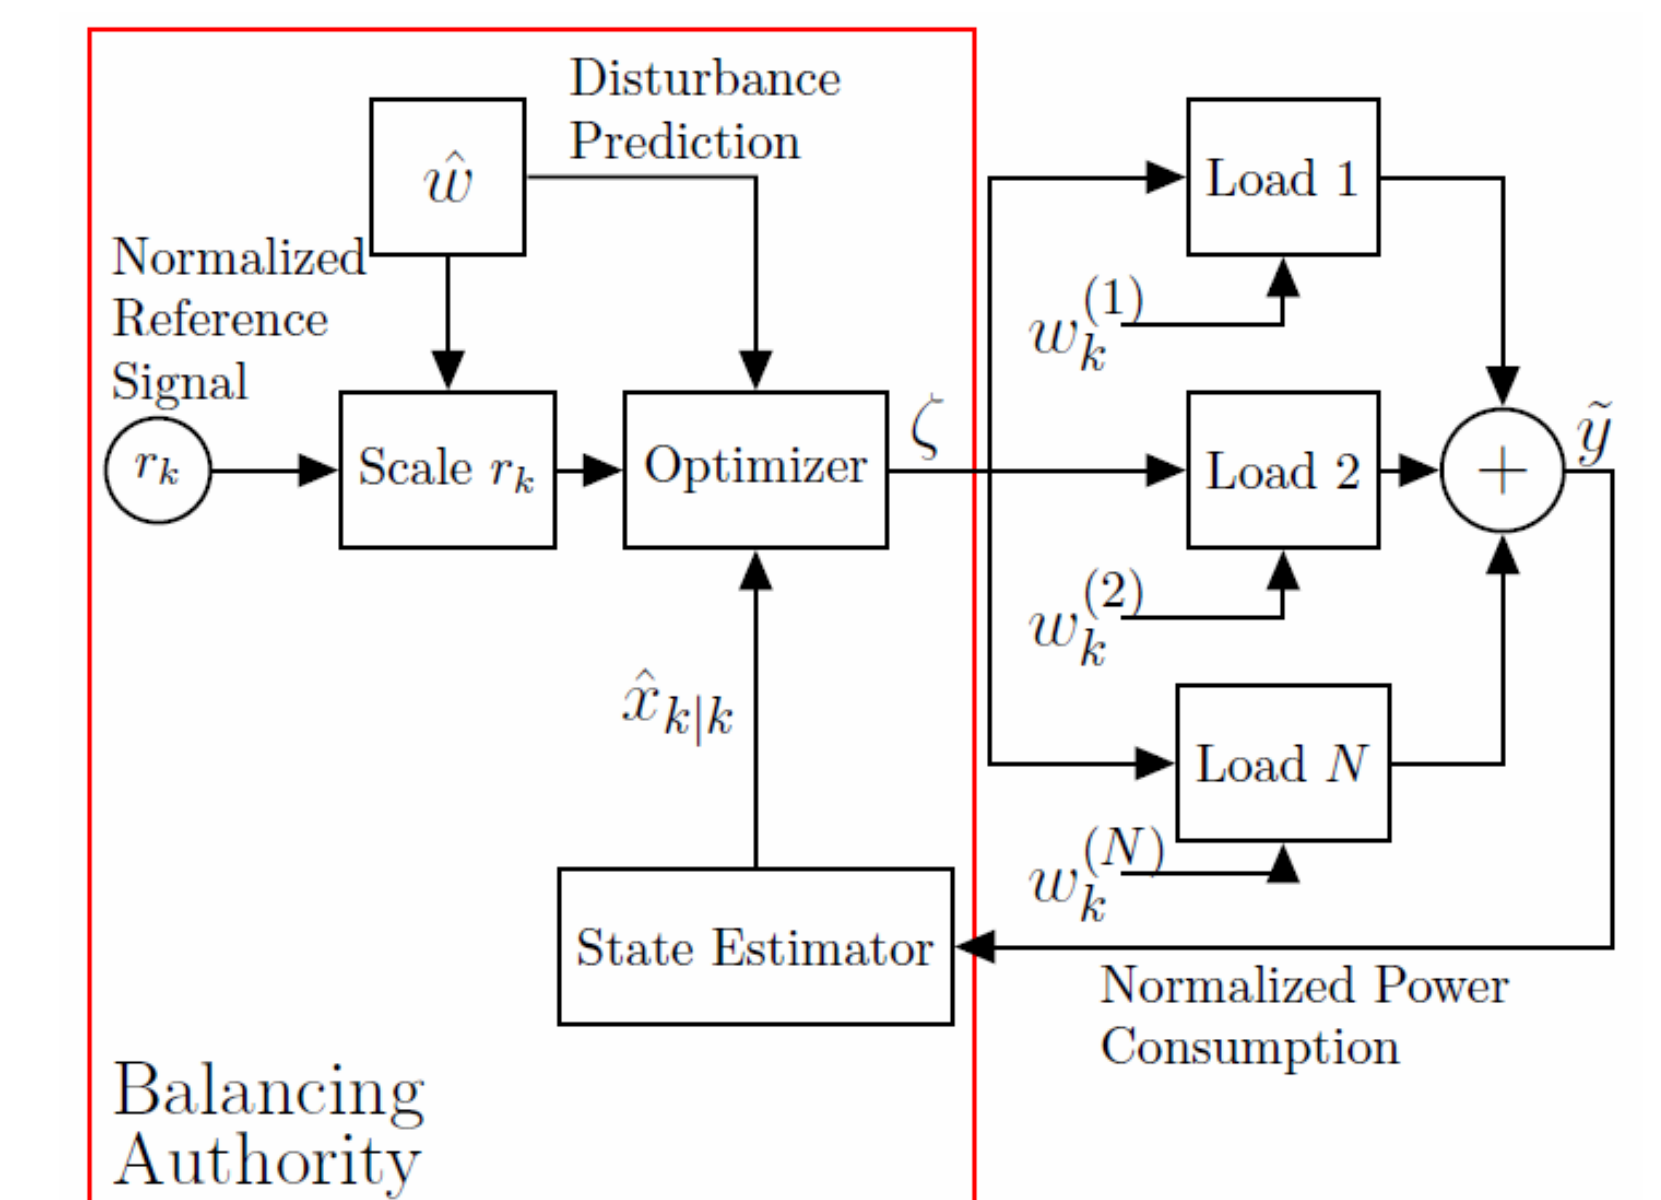 Disturbance
Prediction
ŵ
Normalized
Reference
Signal
r_k
Scale r_k
Optimizer
ζ
Load 1
w_k^{(1)}
Load 2
w_k^{(2)}
+
ỹ
Load N
w_k^{(N)}
x̂_{k|k}
State Estimator
Normalized Power
Consumption
Balancing
Authority